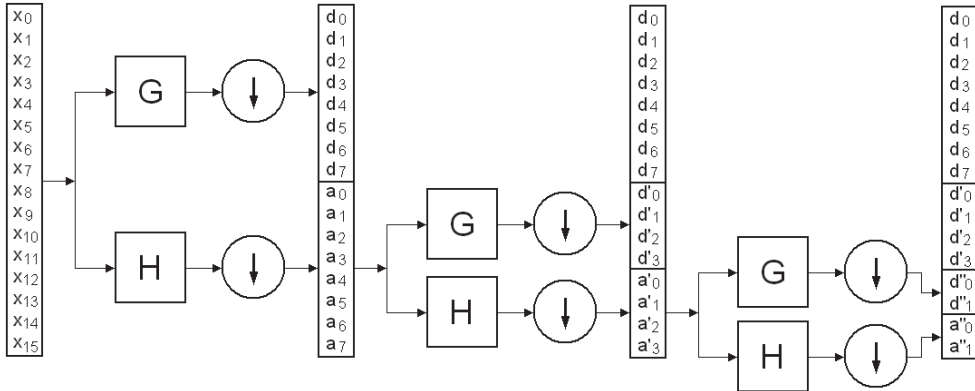 x0
x1
x2
x3
x4
x5
x6
x7
x8
x9
x10
x11
x12
x13
x14
x15
G
H
d0
d1
d2
d3
d4
d5
d6
d7
a0
a1
a2
a3
a4
a5
a6
a7
G
H
d0
d1
d2
d3
d4
d5
d6
d7
d'0
d'1
d'2
d'3
a'0
a'1
a'2
a'3
G
H
d0
d1
d2
d3
d4
d5
d6
d7
d'0
d'1
d'2
d'3
d"0
d"1
a"0
a"1